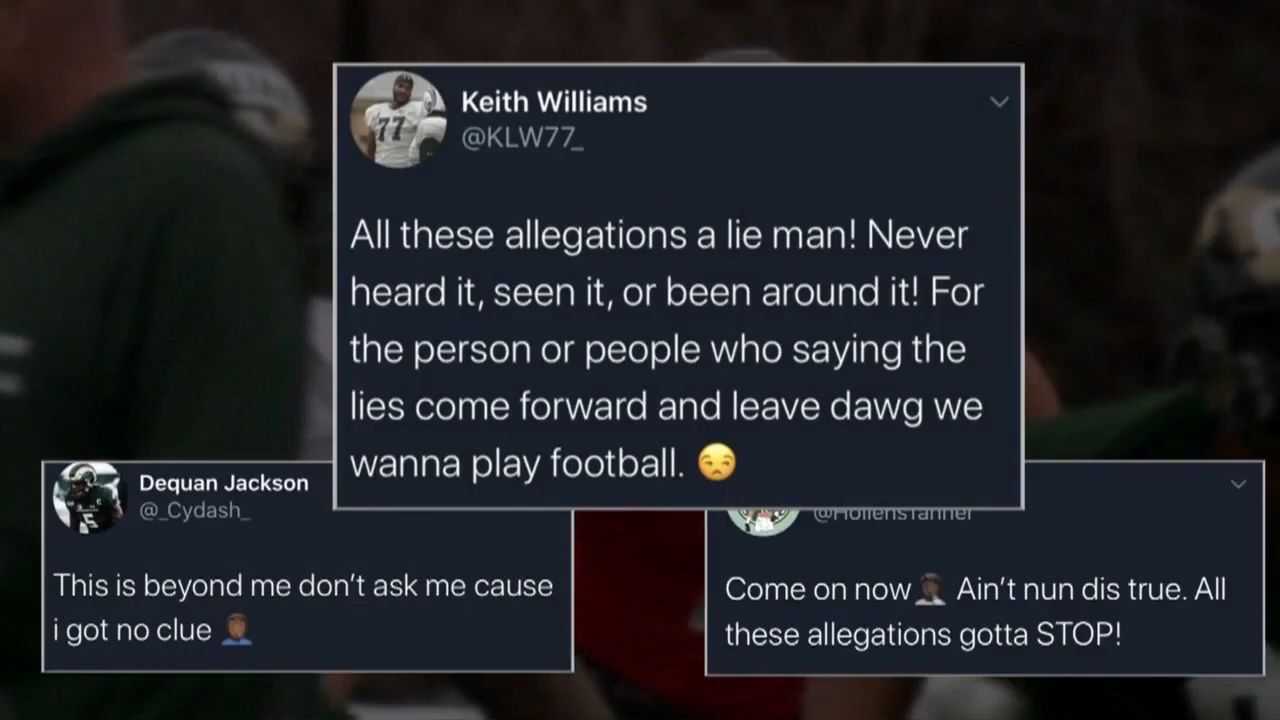 Keith Williams
@KLW77_
All these allegations a lie man! Never
heard it, seen it, or been around it! For
the person or people who saying the
lies come forward and leave dawg we
wanna play football. 😒
Dequan Jackson
@_Cydash_
This is beyond me don't ask me cause
i got no clue 🤦🏾‍♂️
@HollensTanner
Come on now 🤦🏾‍♂️ Ain't nun dis true. All
these allegations gotta STOP!
77
5